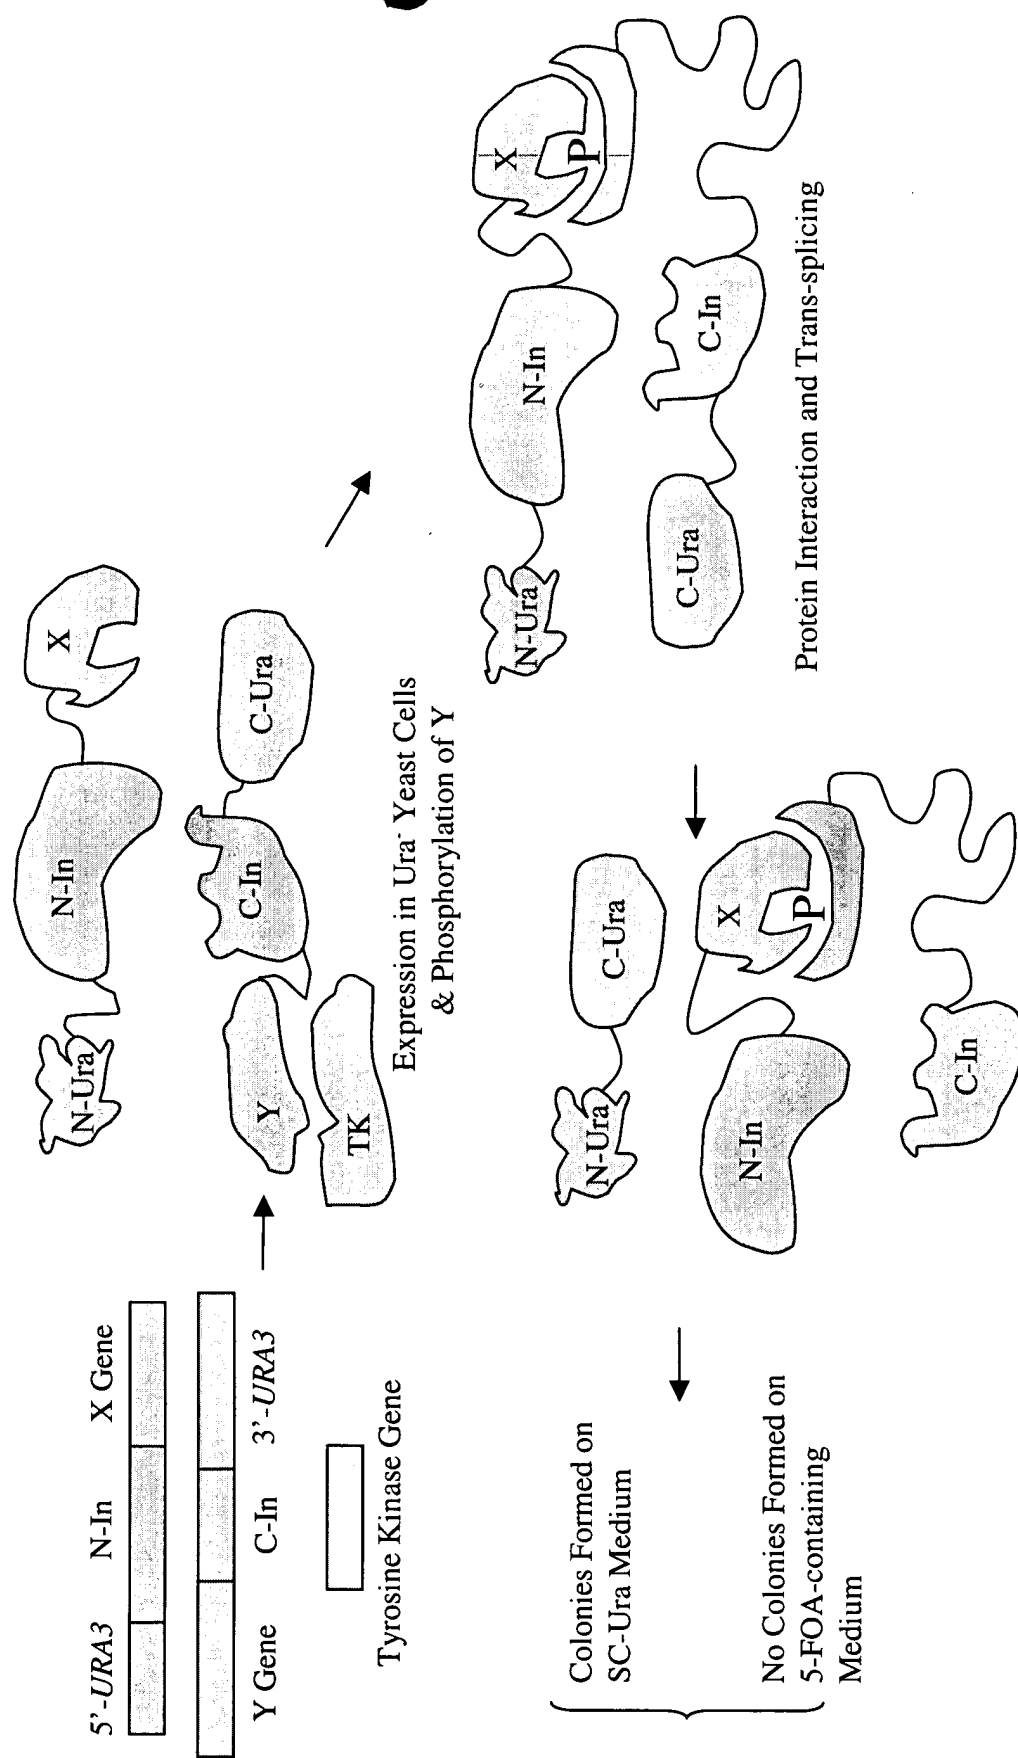 5'-URA3 N-In X Gene
Y Gene C-In 3'-URA3
Tyrosine Kinase Gene
N-Ura
N-In
X
Y
C-In
C-Ura
TK
Expression in Ura⁻ Yeast Cells
& Phosphorylation of Y
N-Ura
N-In
X
P
C-Ura
C-In
Protein Interaction and Trans-splicing
N-Ura
C-Ura
N-In
X
P
C-In
Colonies Formed on
SC-Ura Medium
No Colonies Formed on
5-FOA-containing
Medium